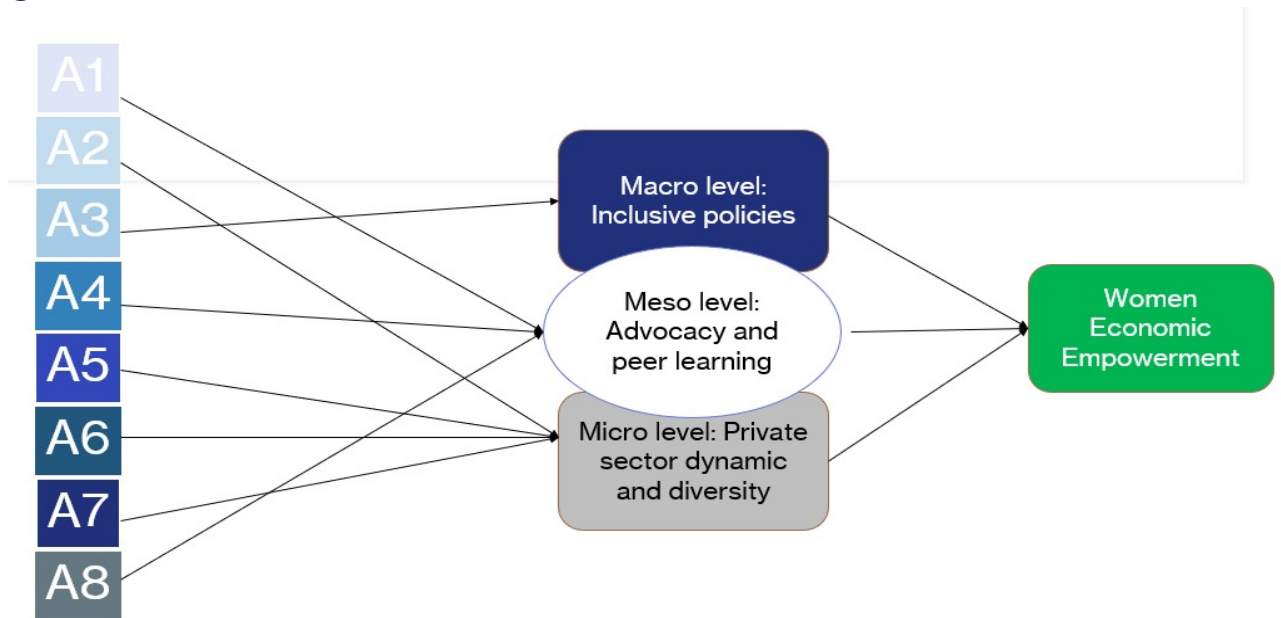 A1
A2
A3
A4
A5
A6
A7
A8
Macro level:
Inclusive policies
Meso level:
Advocacy and
peer learning
Micro level: Private
sector dynamic
and diversity
Women
Economic
Empowerment